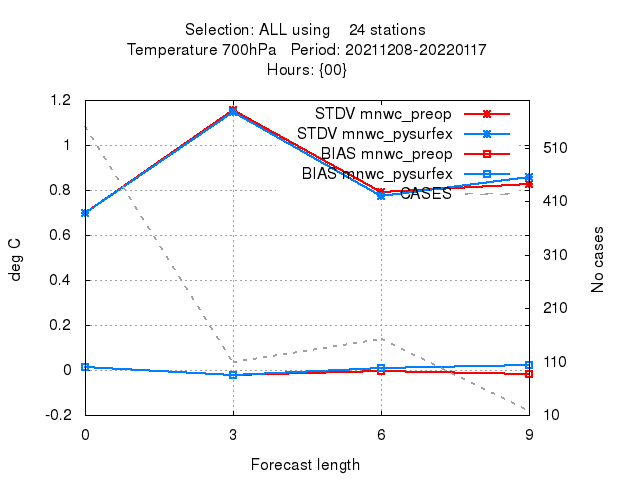 Selection: ALL using    24 stations
Temperature 700hPa   Period: 20211208-20220117
Hours: {00}
STDV mnwc_preop
STDV mnwc_pysurfex
BIAS mnwc_preop
BIAS mnwc_pysurfex
CASES
1.2
1
0.8
0.6
0.4
0.2
0
-0.2
deg C
510
410
310
210
110
10
No cases
0 3 6 9
Forecast length